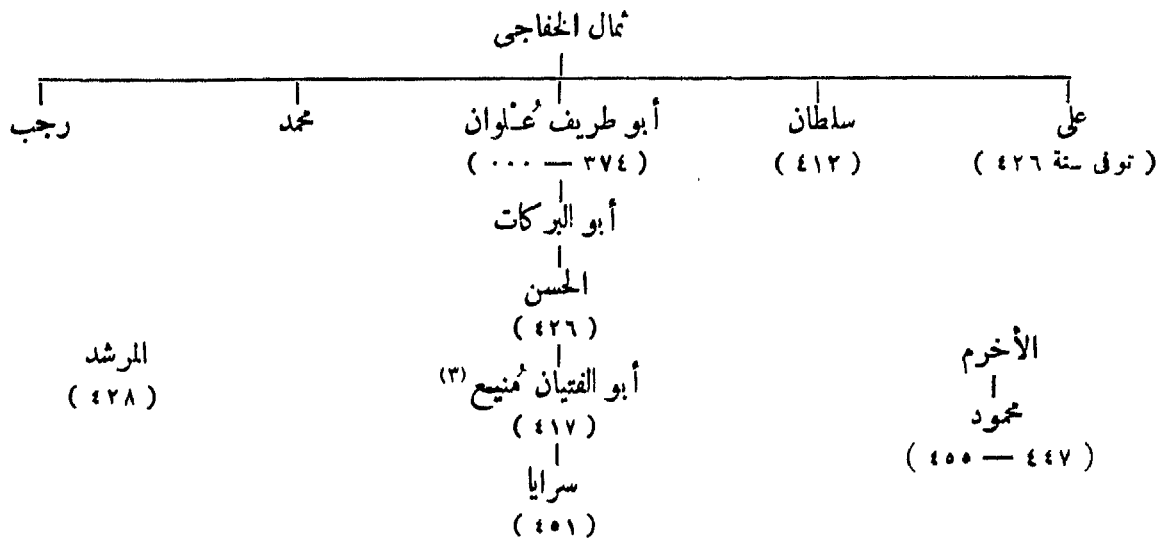 ثمال الخفاجى
على سلطان أبو طريف عُلوان محمد رجب
( توفى سنة ٤٢٦ ) ( ٤١٢ ) ( ٣٧٤ — ٠٠٠ )
أبو البركات
الحسن
( ٤٢٦ )
الأخرم المرشد
أبو الفتيان مُنيع (٣) ( ٤٢٨ )
محمود ( ٤١٧ )
( ٤٤٧ — ٤٥٥ )
سرايا
( ٤٥١ )